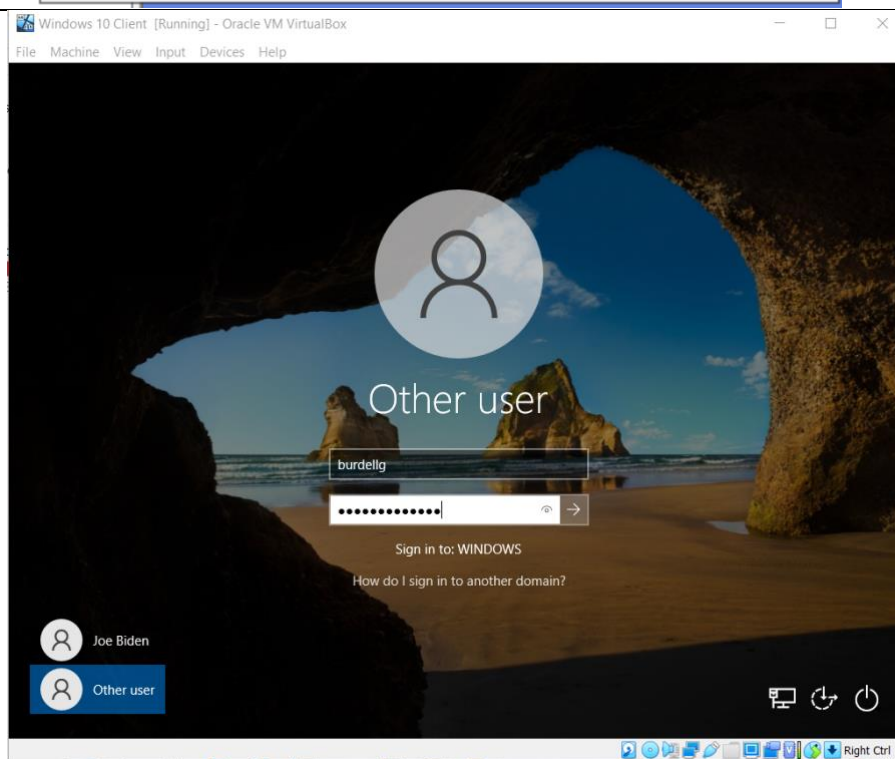 Windows 10 Client [Running] - Oracle VM VirtualBox
File Machine View Input Devices Help
Other user
burdellg
●●●●●●●●●●●●●
Sign in to: WINDOWS
How do I sign in to another domain?
Joe Biden
Other user
Right Ctrl